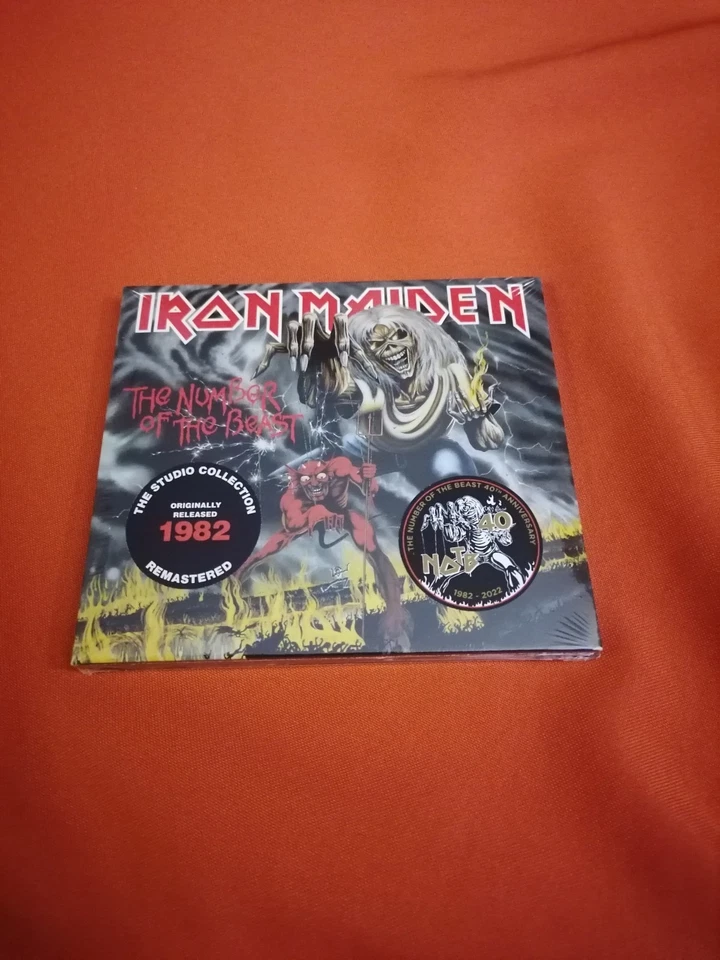 IRON MAIDEN
THE NUMBER
OF THE BEAST
THE STUDIO COLLECTION
ORIGINALLY
RELEASED
1982
REMASTERED
THE NUMBER OF THE BEAST 40TH ANNIVERSARY
40
NOTB
1982 - 2022